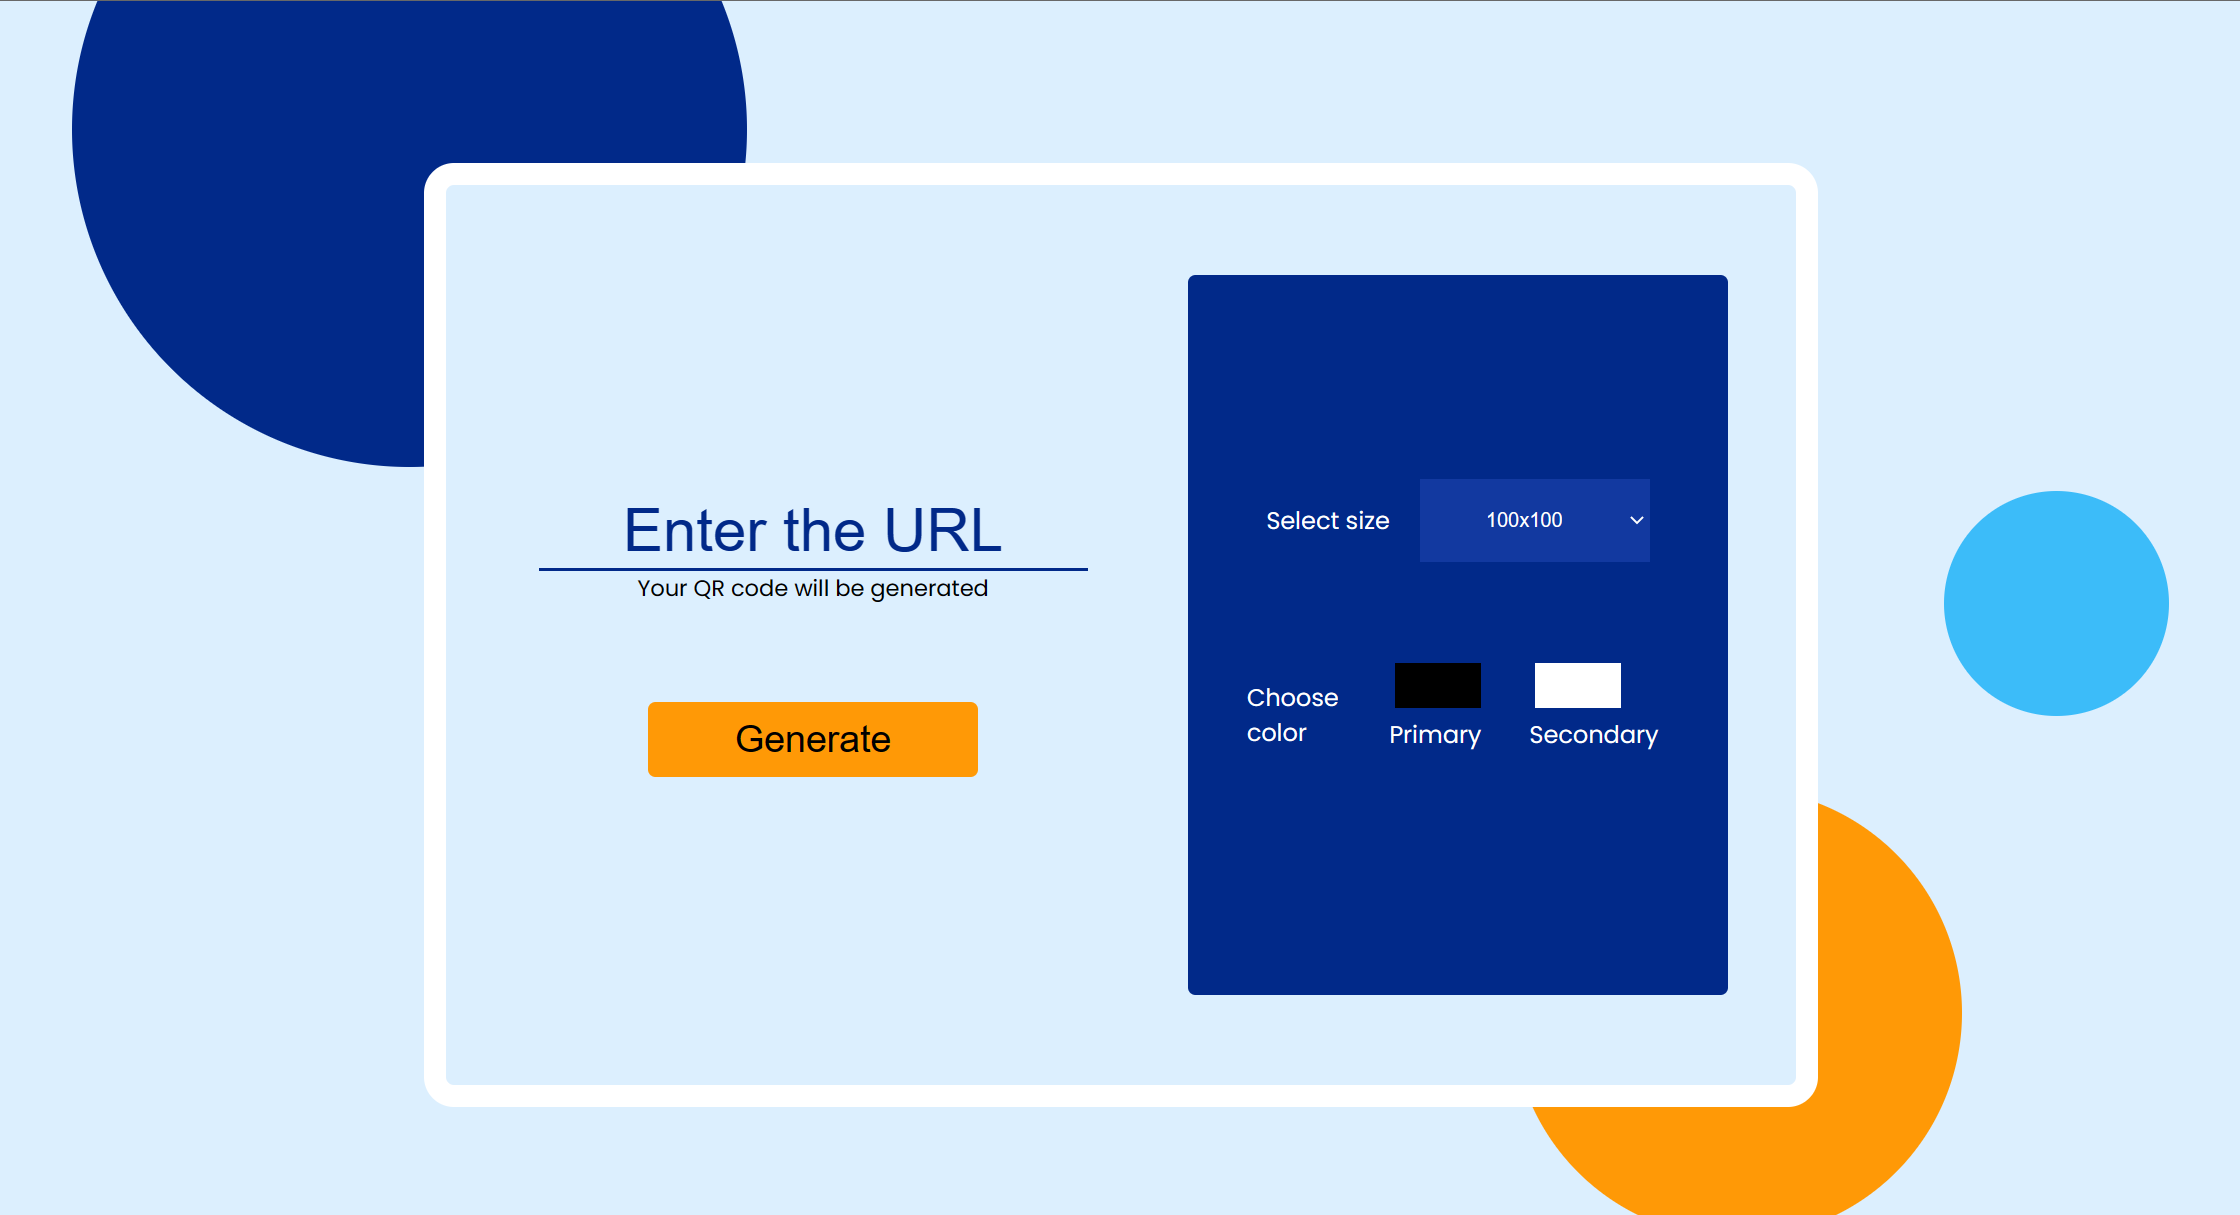 Enter the URL
Your QR code will be generated
Generate
Select size
100x100
Choose
color
Primary
Secondary